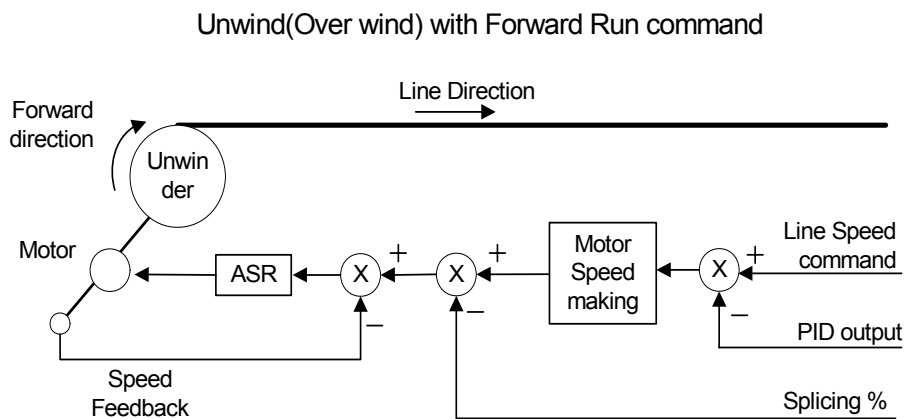 Unwind(Over wind) with Forward Run command
Line Direction
Forward
direction
Unwin
der
Motor
ASR
X
+
−
X
+
−
Motor
Speed
making
X
+
−
Line Speed
command
PID output
Speed
Feedback
Splicing %